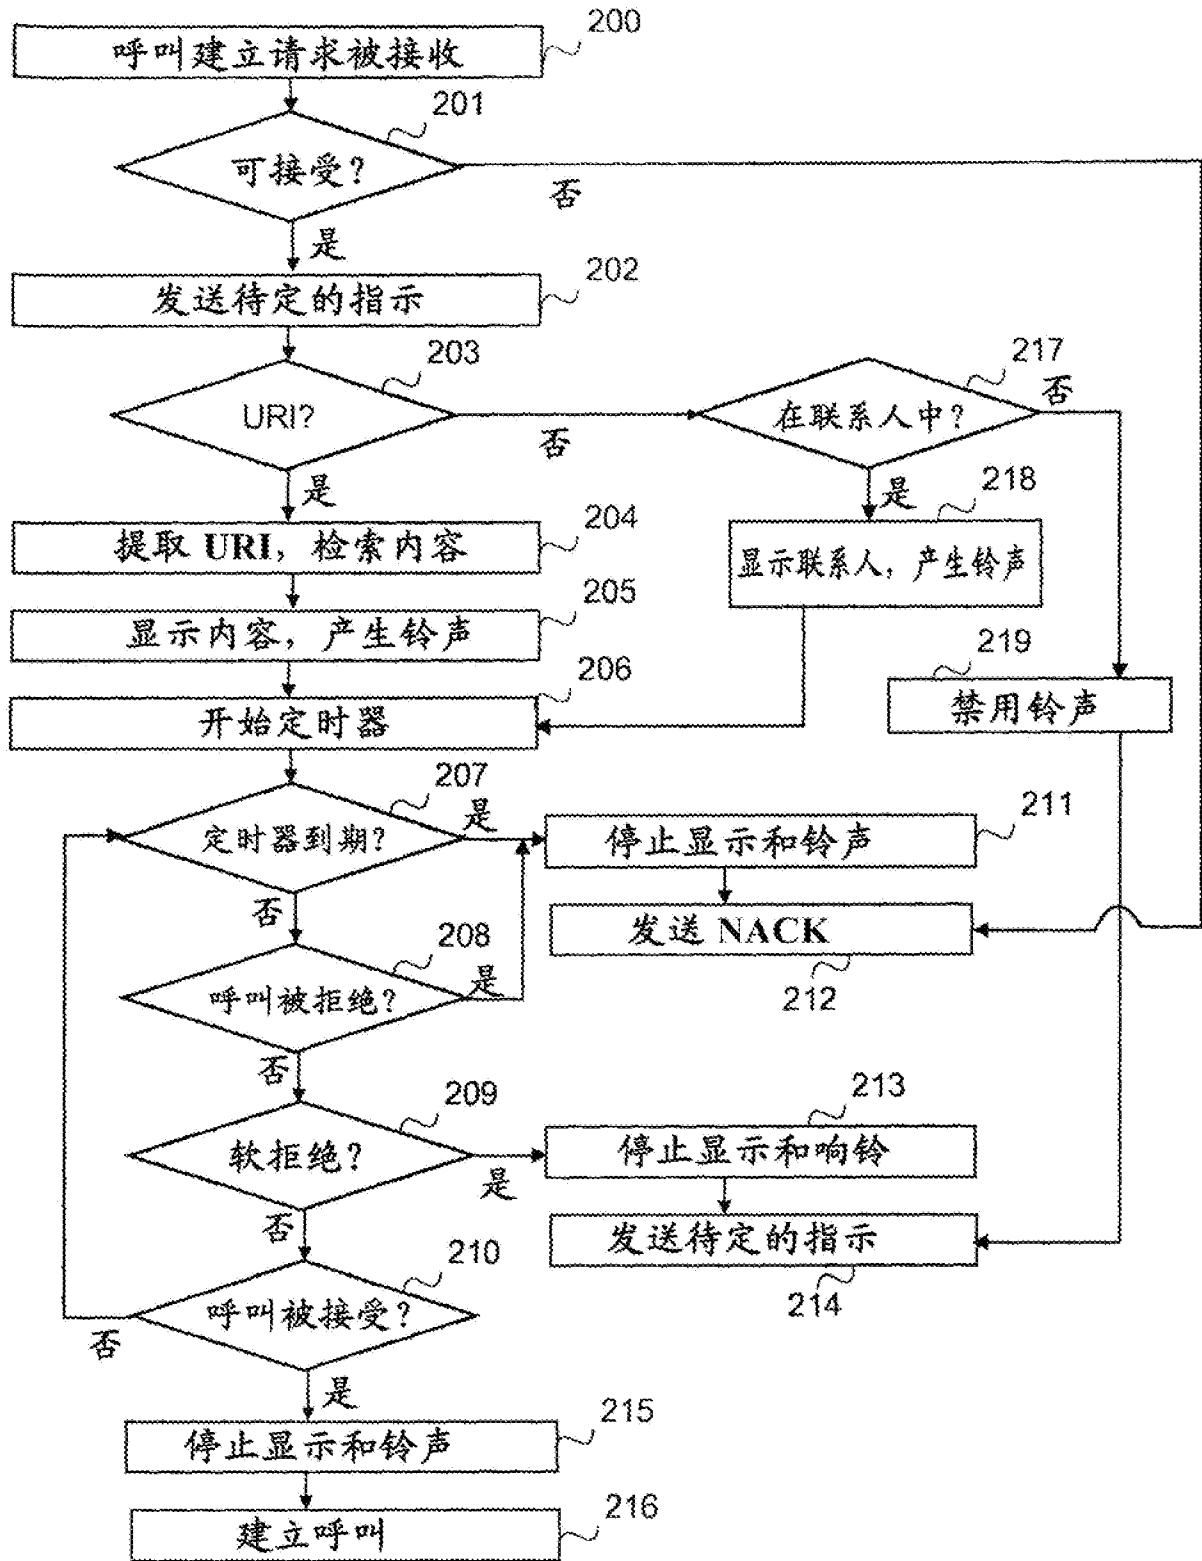 200
呼叫建立请求被接收
201
可接受?
否
是
202
发送待定的指示
203
URI?
否
是
217
在联系人中?
否
是
204
提取 URI，检索内容
218
显示联系人，产生铃声
205
显示内容，产生铃声
206
开始定时器
219
禁用铃声
207
定时器到期?
是
否
211
停止显示和铃声
发送 NACK
212
208
呼叫被拒绝?
是
否
209
软拒绝?
是
否
213
停止显示和响铃
发送待定的指示
214
210
呼叫被接受?
否
是
215
停止显示和铃声
216
建立呼叫